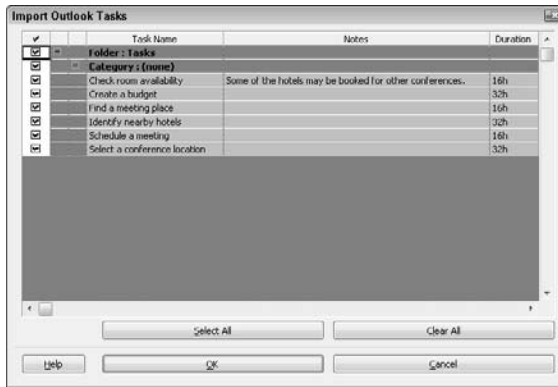 Import Outlook Tasks
Task Name Notes Duration
Folder : Tasks
Category : (none)
Check room availability Some of the hotels may be booked for other conferences. 16h
Create a budget 32h
Find a meeting place 16h
Identify nearby hotels 32h
Schedule a meeting 16h
Select a conference location 32h
Select All Clear All
Help OK Cancel